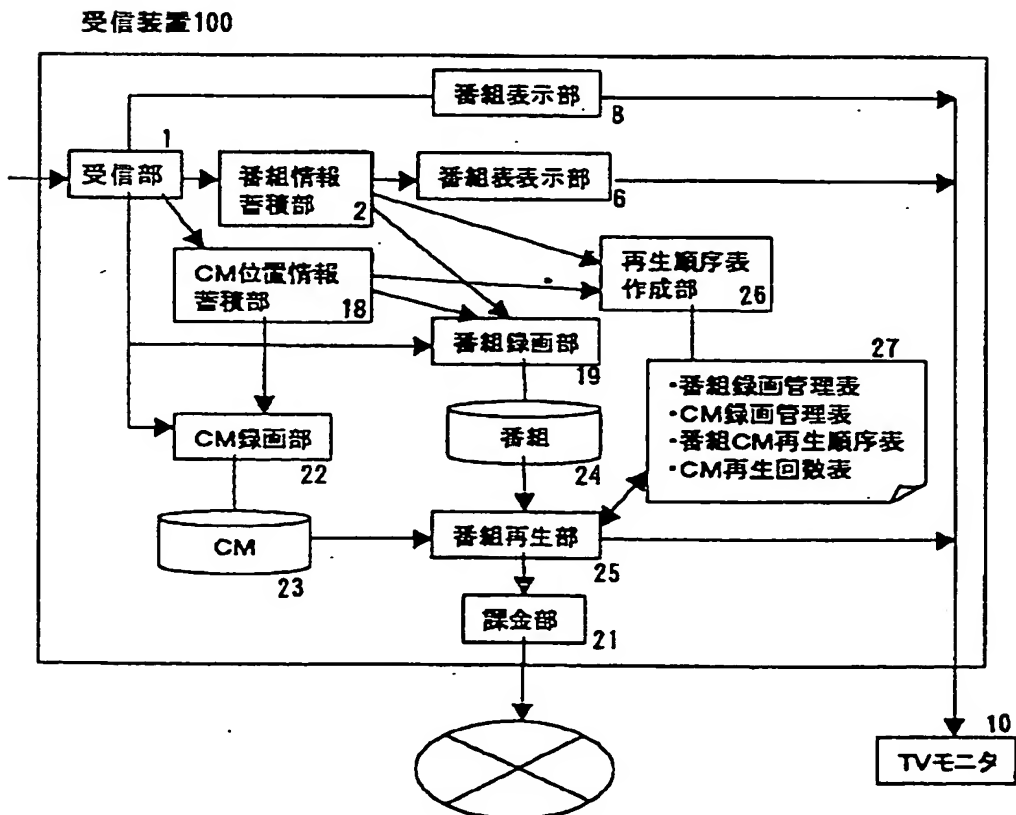 受信装置100
番組表示部
8
1
受信部
番組情報
蓄積部
2
番組表表示部
6
CM位置情報
蓄積部
18
再生順序表
作成部
26
番組録画部
19
27
・番組録画管理表
・CM録画管理表
・番組CM再生順序表
・CM再生回数表
CM録画部
22
番組
24
CM
23
番組再生部
25
課金部
21
10
TVモニタ